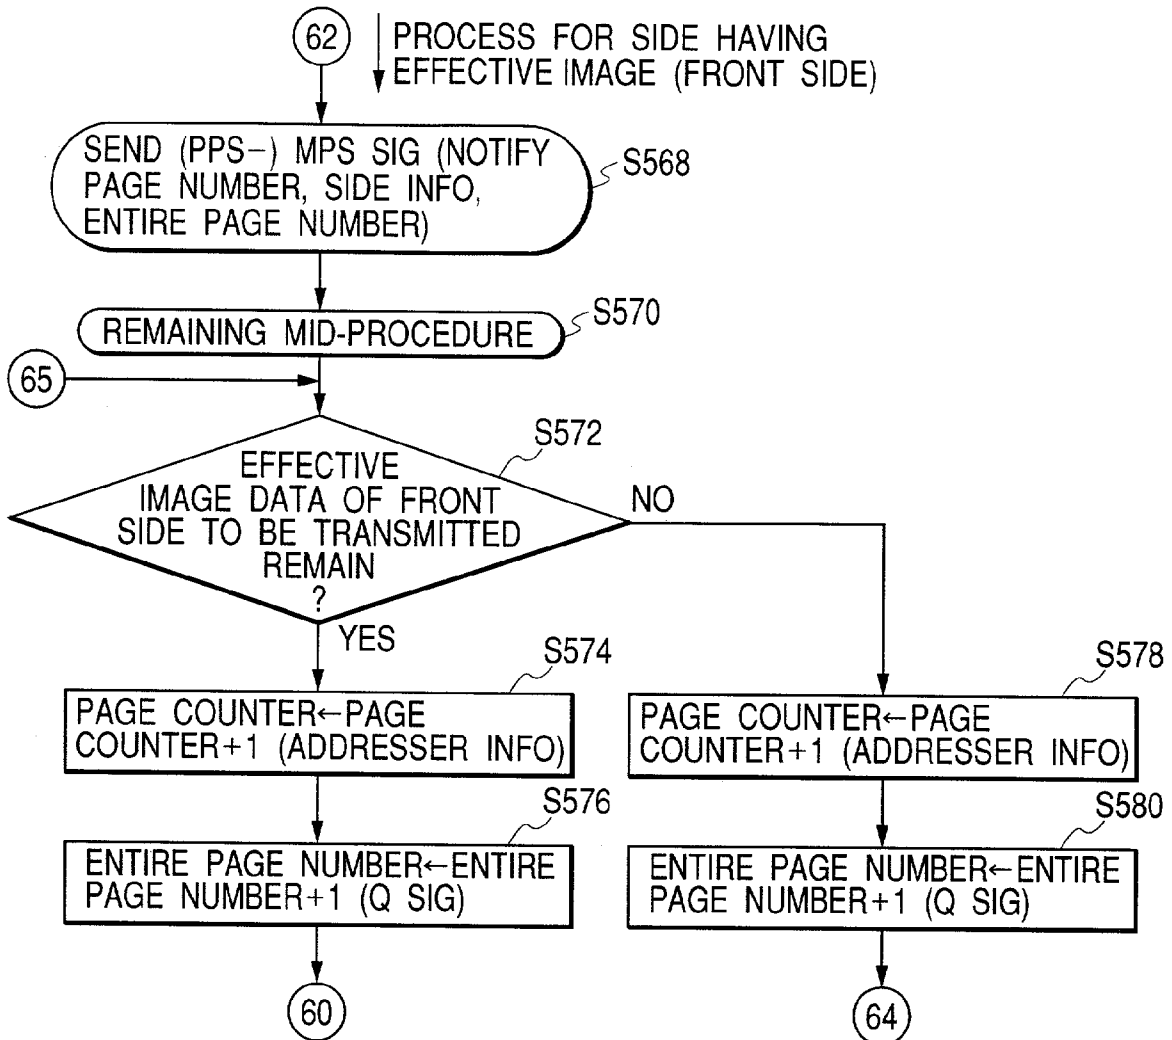 62
PROCESS FOR SIDE HAVING
EFFECTIVE IMAGE (FRONT SIDE)
SEND (PPS-) MPS SIG (NOTIFY
PAGE NUMBER, SIDE INFO,
ENTIRE PAGE NUMBER)
S568
REMAINING MID-PROCEDURE
S570
65
S572
EFFECTIVE
IMAGE DATA OF FRONT
SIDE TO BE TRANSMITTED
REMAIN
?
NO
YES
S574
PAGE COUNTER←PAGE
COUNTER+1 (ADDRESSER INFO)
S578
PAGE COUNTER←PAGE
COUNTER+1 (ADDRESSER INFO)
S576
ENTIRE PAGE NUMBER←ENTIRE
PAGE NUMBER+1 (Q SIG)
S580
ENTIRE PAGE NUMBER←ENTIRE
PAGE NUMBER+1 (Q SIG)
60
64